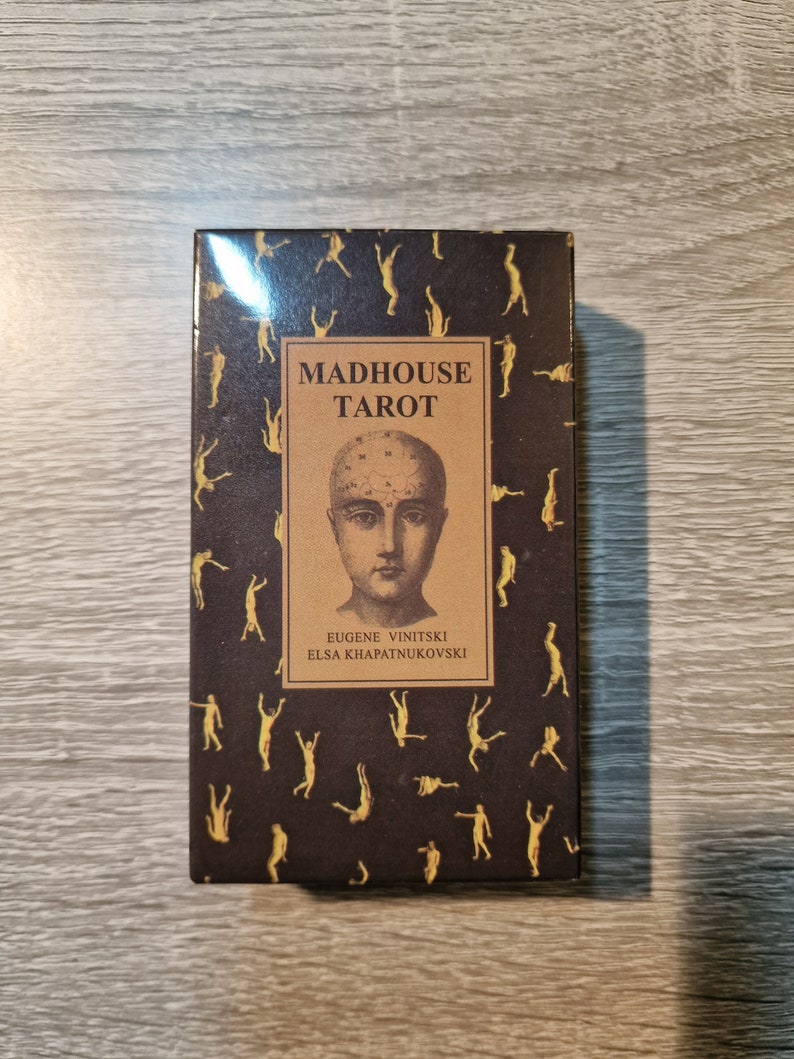 MADHOUSE
TAROT
EUGENE VINITSKI
ELSA KHAPATNUKOVSKI